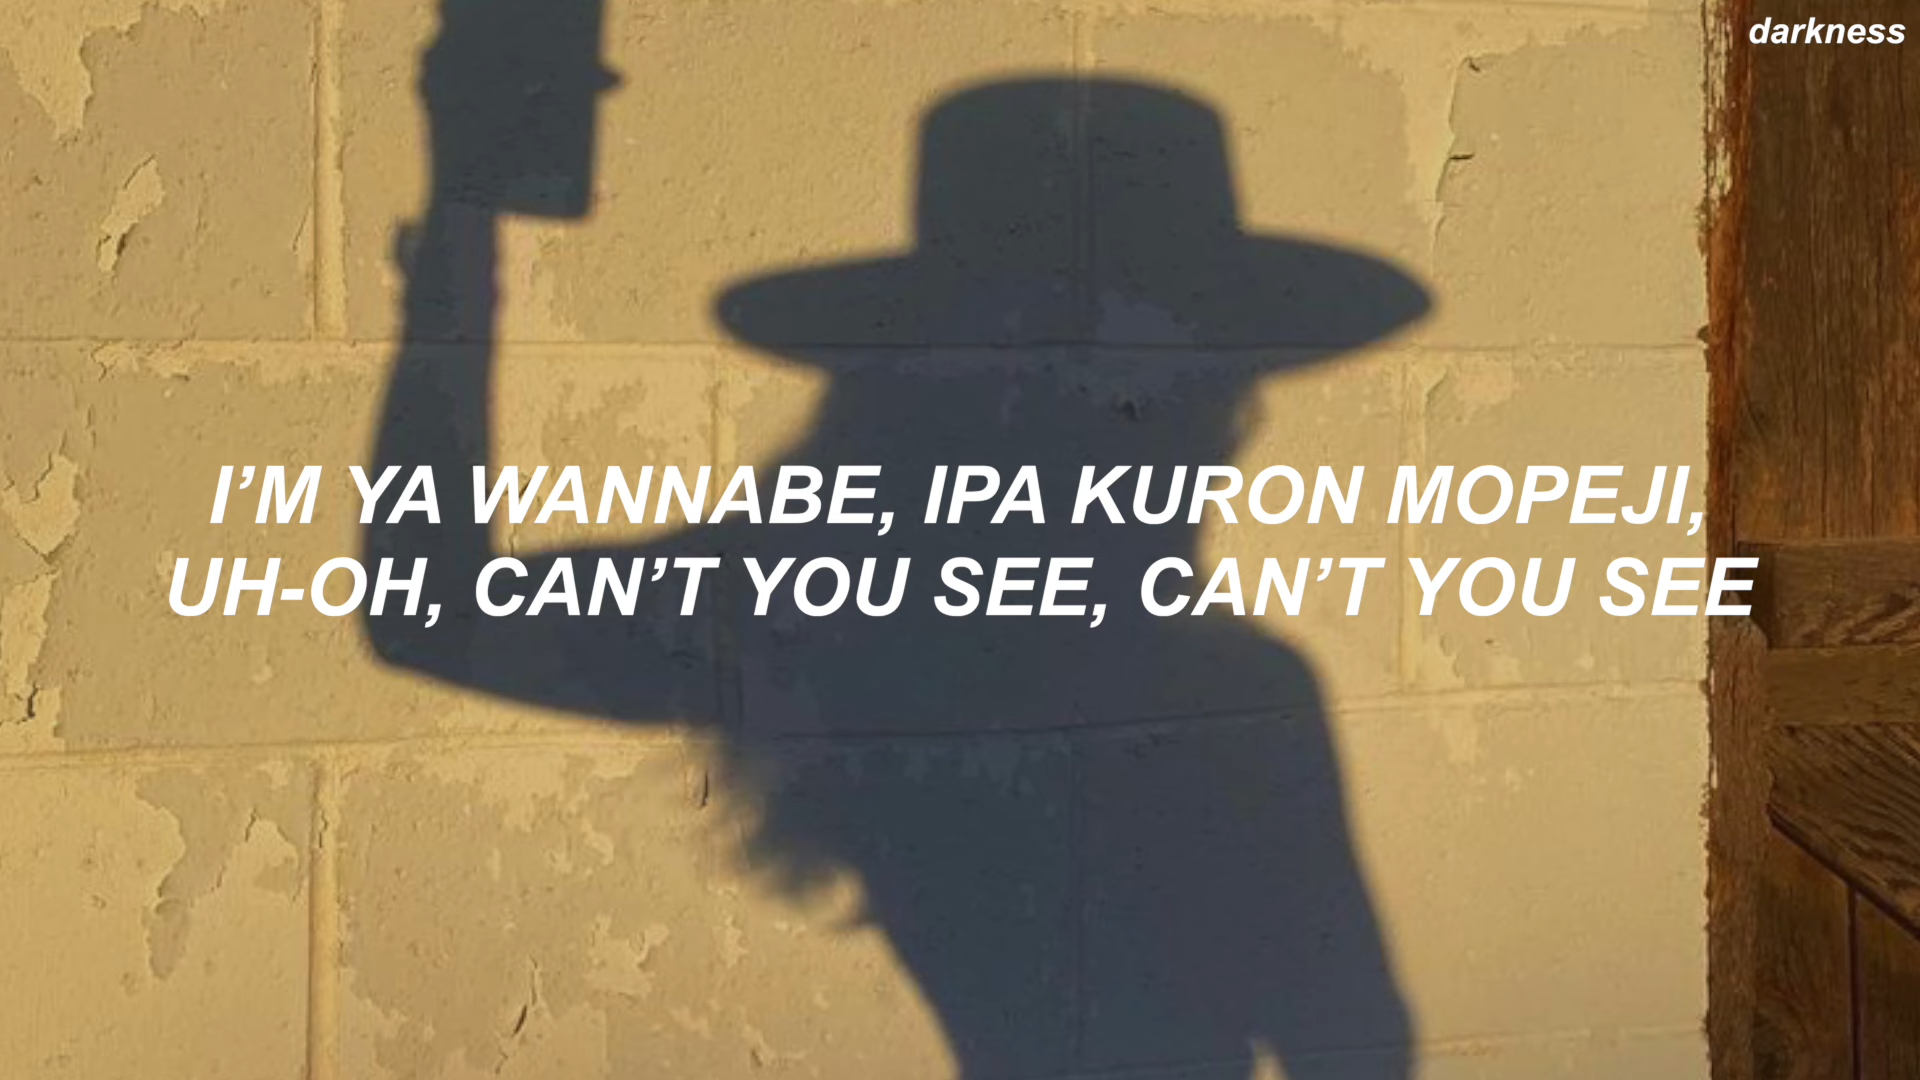 darkness
I'M YA WANNABE, IPA KURON MOPEJI,
UH-OH, CAN'T YOU SEE, CAN'T YOU SEE